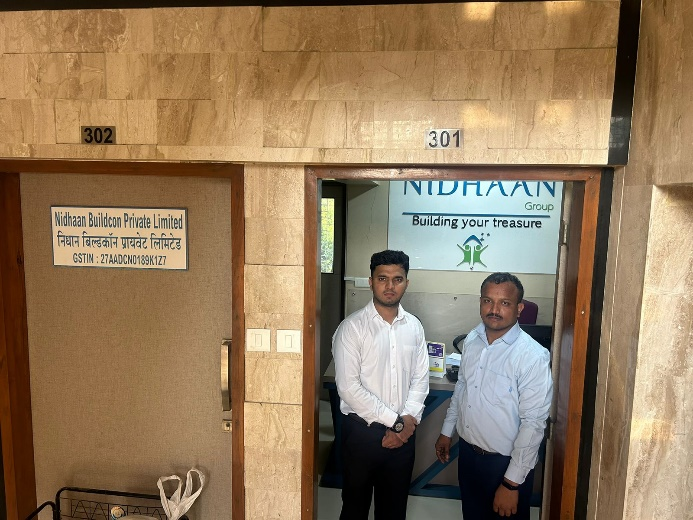 302
301
Nidhaan Buildcon Private Limited
निधान बिल्डकॉन प्रायवेट लिमिटेड
GSTIN : 27AADCN0189K1Z7
NIDHAAN
Group
Building your treasure